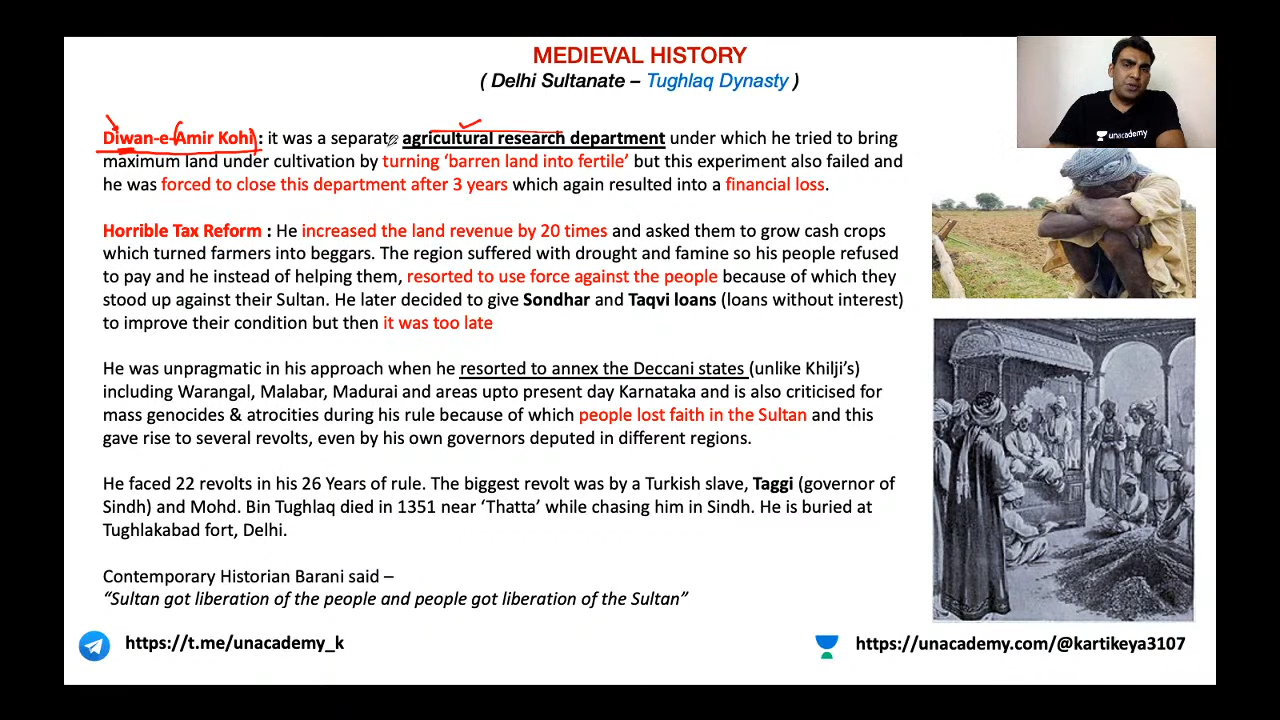 MEDIEVAL HISTORY
( Delhi Sultanate – Tughlaq Dynasty )
unacademy
Diwan-e-Amir Kohi : it was a separate agricultural research department under which he tried to bring
maximum land under cultivation by turning ‘barren land into fertile’ but this experiment also failed and
he was forced to close this department after 3 years which again resulted into a financial loss.
Horrible Tax Reform : He increased the land revenue by 20 times and asked them to grow cash crops
which turned farmers into beggars. The region suffered with drought and famine so his people refused
to pay and he instead of helping them, resorted to use force against the people because of which they
stood up against their Sultan. He later decided to give Sondhar and Taqvi loans (loans without interest)
to improve their condition but then it was too late
He was unpragmatic in his approach when he resorted to annex the Deccani states (unlike Khilji’s)
including Warangal, Malabar, Madurai and areas upto present day Karnataka and is also criticised for
mass genocides & atrocities during his rule because of which people lost faith in the Sultan and this
gave rise to several revolts, even by his own governors deputed in different regions.
He faced 22 revolts in his 26 Years of rule. The biggest revolt was by a Turkish slave, Taggi (governor of
Sindh) and Mohd. Bin Tughlaq died in 1351 near ‘Thatta’ while chasing him in Sindh. He is buried at
Tughlakabad fort, Delhi.
Contemporary Historian Barani said –
“Sultan got liberation of the people and people got liberation of the Sultan”
https://t.me/unacademy_k
https://unacademy.com/@kartikeya3107